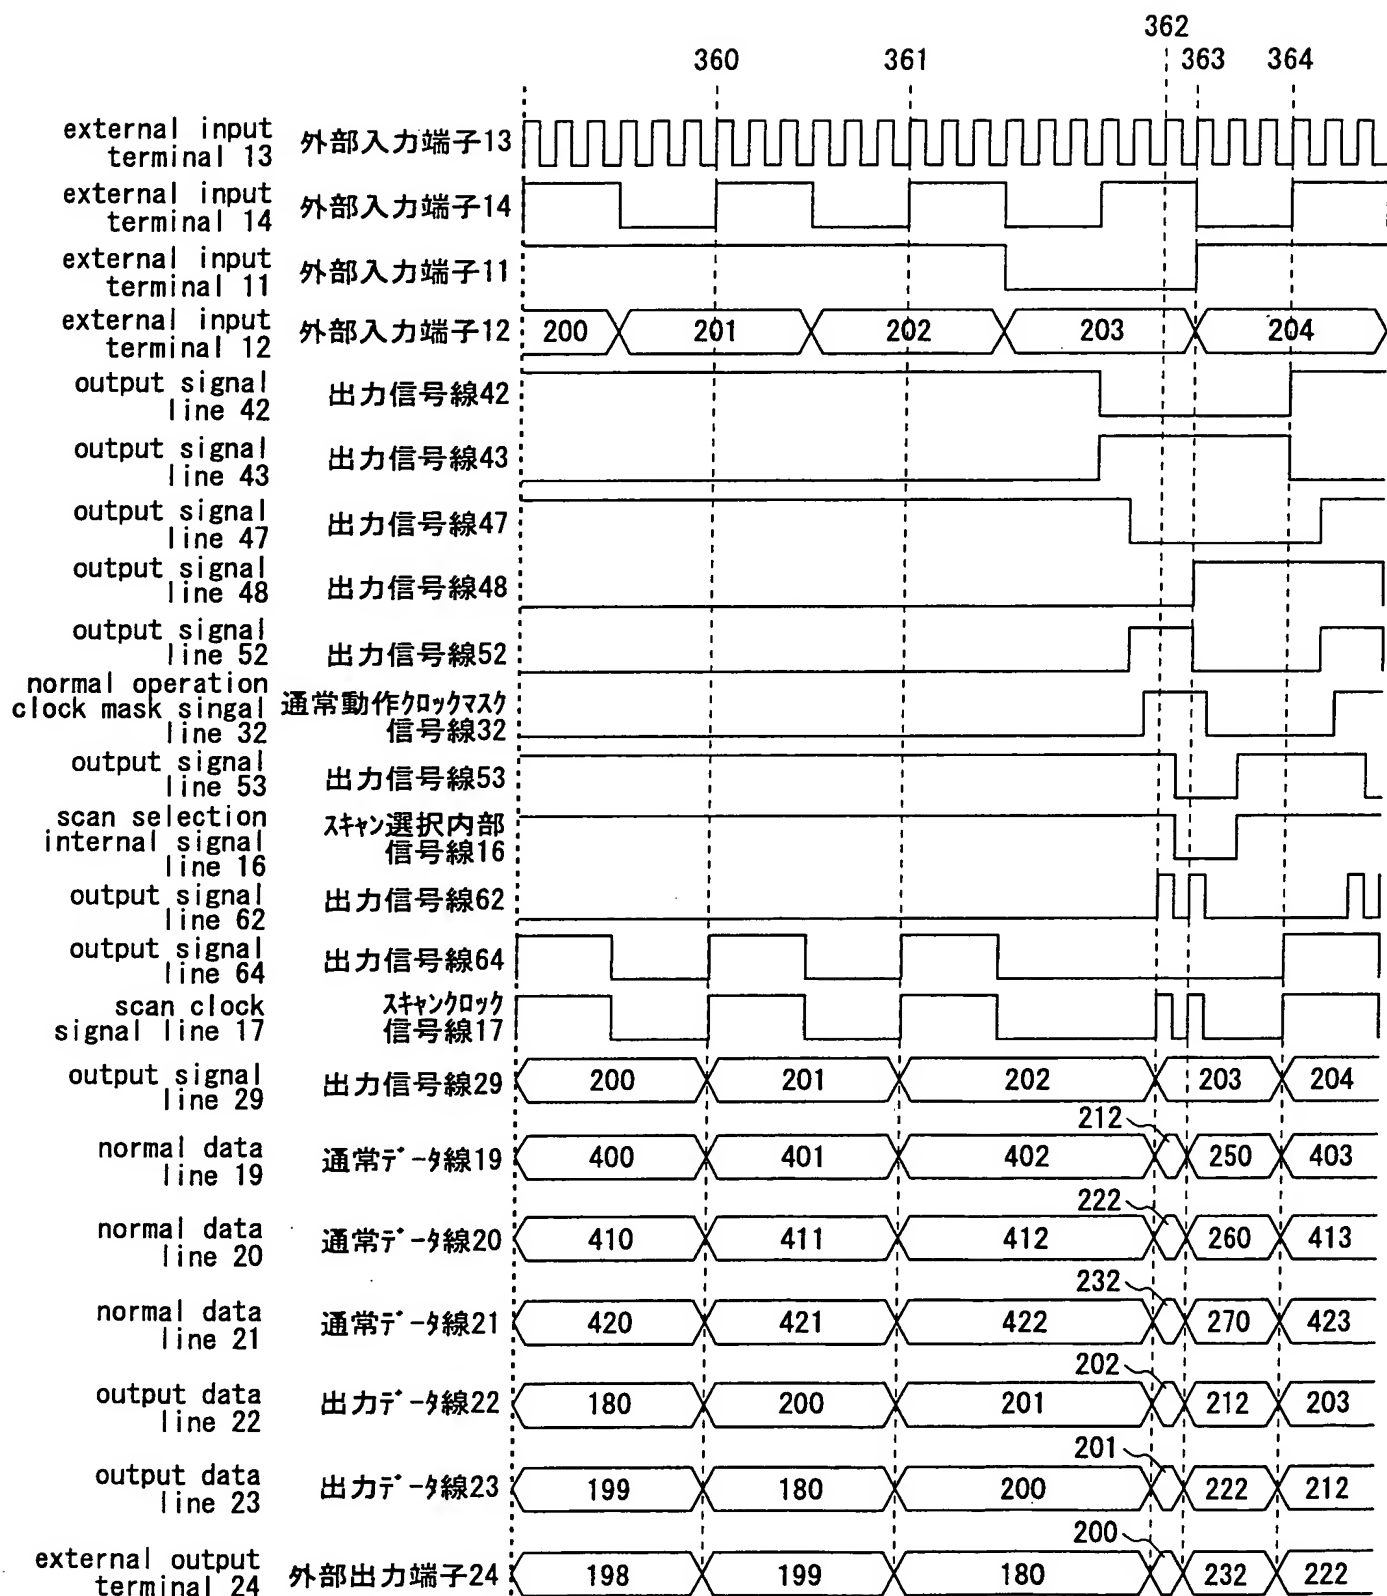 362
360 361 363 364
external input
terminal 13 外部入力端子13
external input
terminal 14 外部入力端子14
external input
terminal 11 外部入力端子11
external input
terminal 12 外部入力端子12 200 201 202 203 204
output signal
line 42 出力信号線42
output signal
line 43 出力信号線43
output signal
line 47 出力信号線47
output signal
line 48 出力信号線48
output signal
line 52 出力信号線52
normal operation
clock mask singal 通常動作クロックマスク
line 32 信号線32
output signal
line 53 出力信号線53
scan selection スキャン選択内部
internal signal 信号線16
line 16
output signal
line 62 出力信号線62
output signal
line 64 出力信号線64
scan clock スキャンクロック
signal line 17 信号線17
output signal
line 29 出力信号線29 200 201 202 203 204
212
normal data
line 19 通常データ線19 400 401 402 250 403
222
normal data
line 20 通常データ線20 410 411 412 260 413
232
normal data
line 21 通常データ線21 420 421 422 270 423
202
output data
line 22 出力データ線22 180 200 201 212 203
201
output data
line 23 出力データ線23 199 180 200 222 212
200
external output
terminal 24 外部出力端子24 198 199 180 232 222